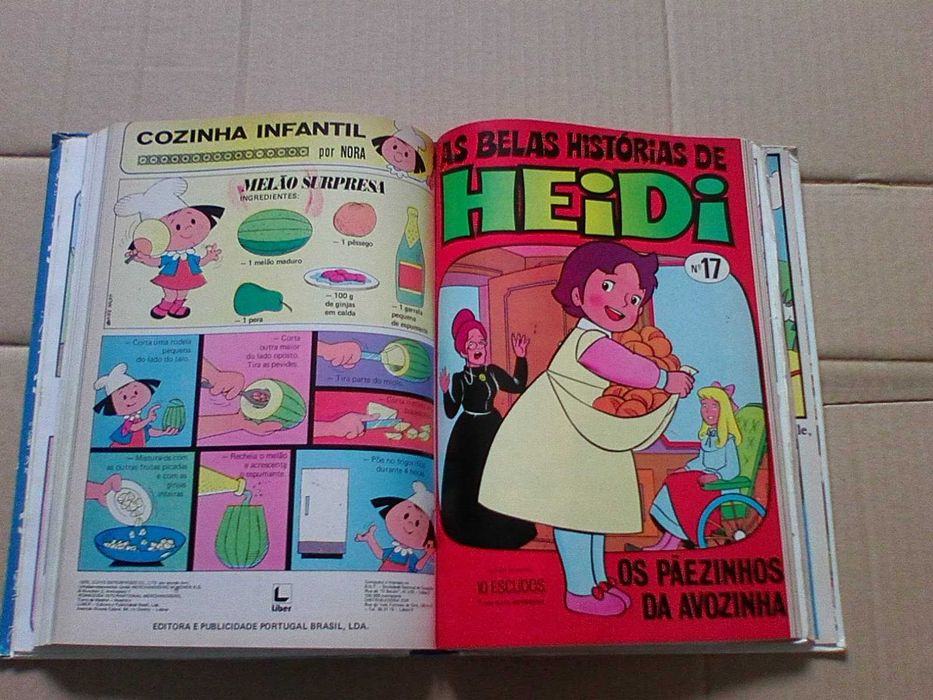 COZINHA INFANTIL
por NORA
MELÃO SURPRESA
INGREDIENTES:
– 1 melão maduro
– 1 pêssego
– 1 pera
– 100 g
de ginjas
em calda
– 1 garrafa
pequena
de espumante
– Corta uma rodela
pequena
do lado do talo.
– Corta
outra maior
do lado oposto.
Tira as pevides.
– Tira parte do miolo.
– Corta
– Mistura-os com
as outras frutas picadas
e com as
ginjas
inteiras.
– Recheia o melão
e acrescenta
o espumante.
– Põe no frigorífico
durante 4 horas
Liber
EDITORA E PUBLICIDADE PORTUGAL BRASIL, LDA.
AS BELAS HISTÓRIAS DE
HEiDi
Nº 17
10 ESCUDOS
OS PÃEZINHOS
DA AVOZINHA